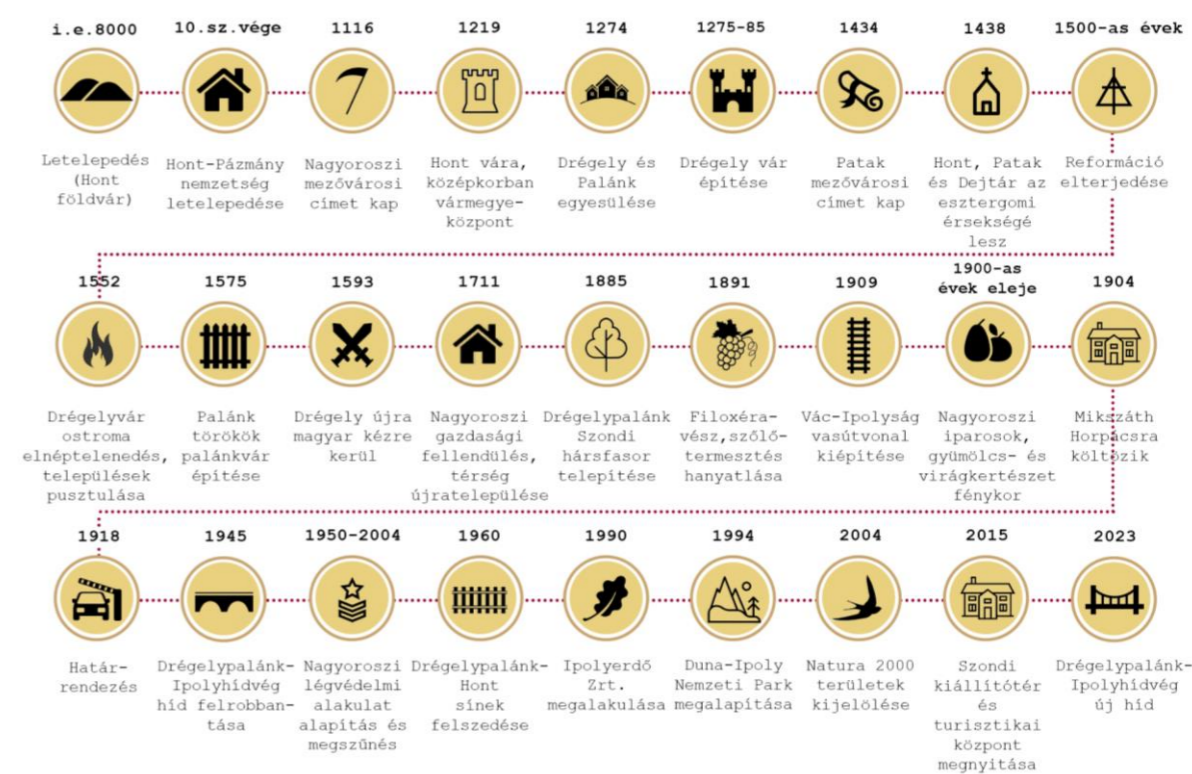 i.e.8000
Letelepedés
(Hont
földvár)
10.sz.vége
Hont-Pázmány
nemzetség
letelepedése
1116
Nagyoroszi
mezővárosi
címet kap
1219
Hont vára,
középkorban
vármegye-
központ
1274
Drégely és
Palánk
egyesülése
1275-85
Drégely vár
építése
1434
Patak
mezővárosi
címet kap
1438
Hont, Patak
és Dejtár az
esztergomi
érsekségé
lesz
1500-as évek
Reformáció
elterjedése
1552
Drégelyvár
ostroma
elnéptelenedés,
települések
pusztulása
1575
Palánk
törökök
palánkvár
építése
1593
Drégely újra
magyar kézre
kerül
1711
Nagyoroszi
gazdasági
fellendülés,
térség
újratelepülése
1885
Drégelypalánk
Szondi
hársfasor
telepítése
1891
Filoxéra-
vész,szőlő-
termesztés
hanyatlása
1909
Vác-Ipolyság
vasútvonal
kiépítése
1900-as
évek eleje
Nagyoroszi
iparosok,
gyümölcs- és
virágkertészet
fénykor
1904
Mikszáth
Horpácsra
költözik
1918
Határ-
rendezés
1945
Drégelypalánk-
Ipolyhídvég
híd felrobban-
tása
1950-2004
Nagyoroszi
légvédelmi
alakulat
alapítás és
megszűnés
1960
Drégelypalánk-
Hont
sínek
felszedése
1990
Ipolyerdő
Zrt.
megalakulása
1994
Duna-Ipoly
Nemzeti Park
megalapítása
2004
Natura 2000
területek
kijelölése
2015
Szondi
kiállítótér
és
turisztikai
központ
megnyitása
2023
Drégelypalánk-
Ipolyhídvég
új híd